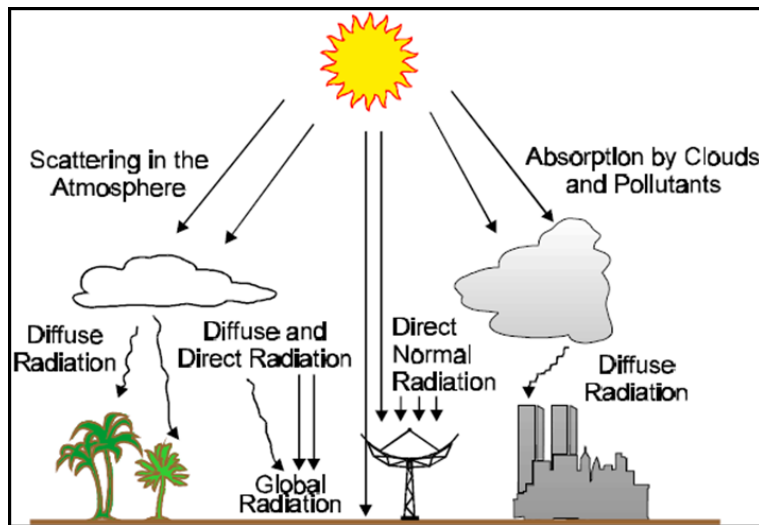 Scattering in the
Atmosphere
Absorption by Clouds
and Pollutants
Diffuse
Radiation
Diffuse and
Direct Radiation
Direct
Normal
Radiation
Diffuse
Radiation
Global
Radiation